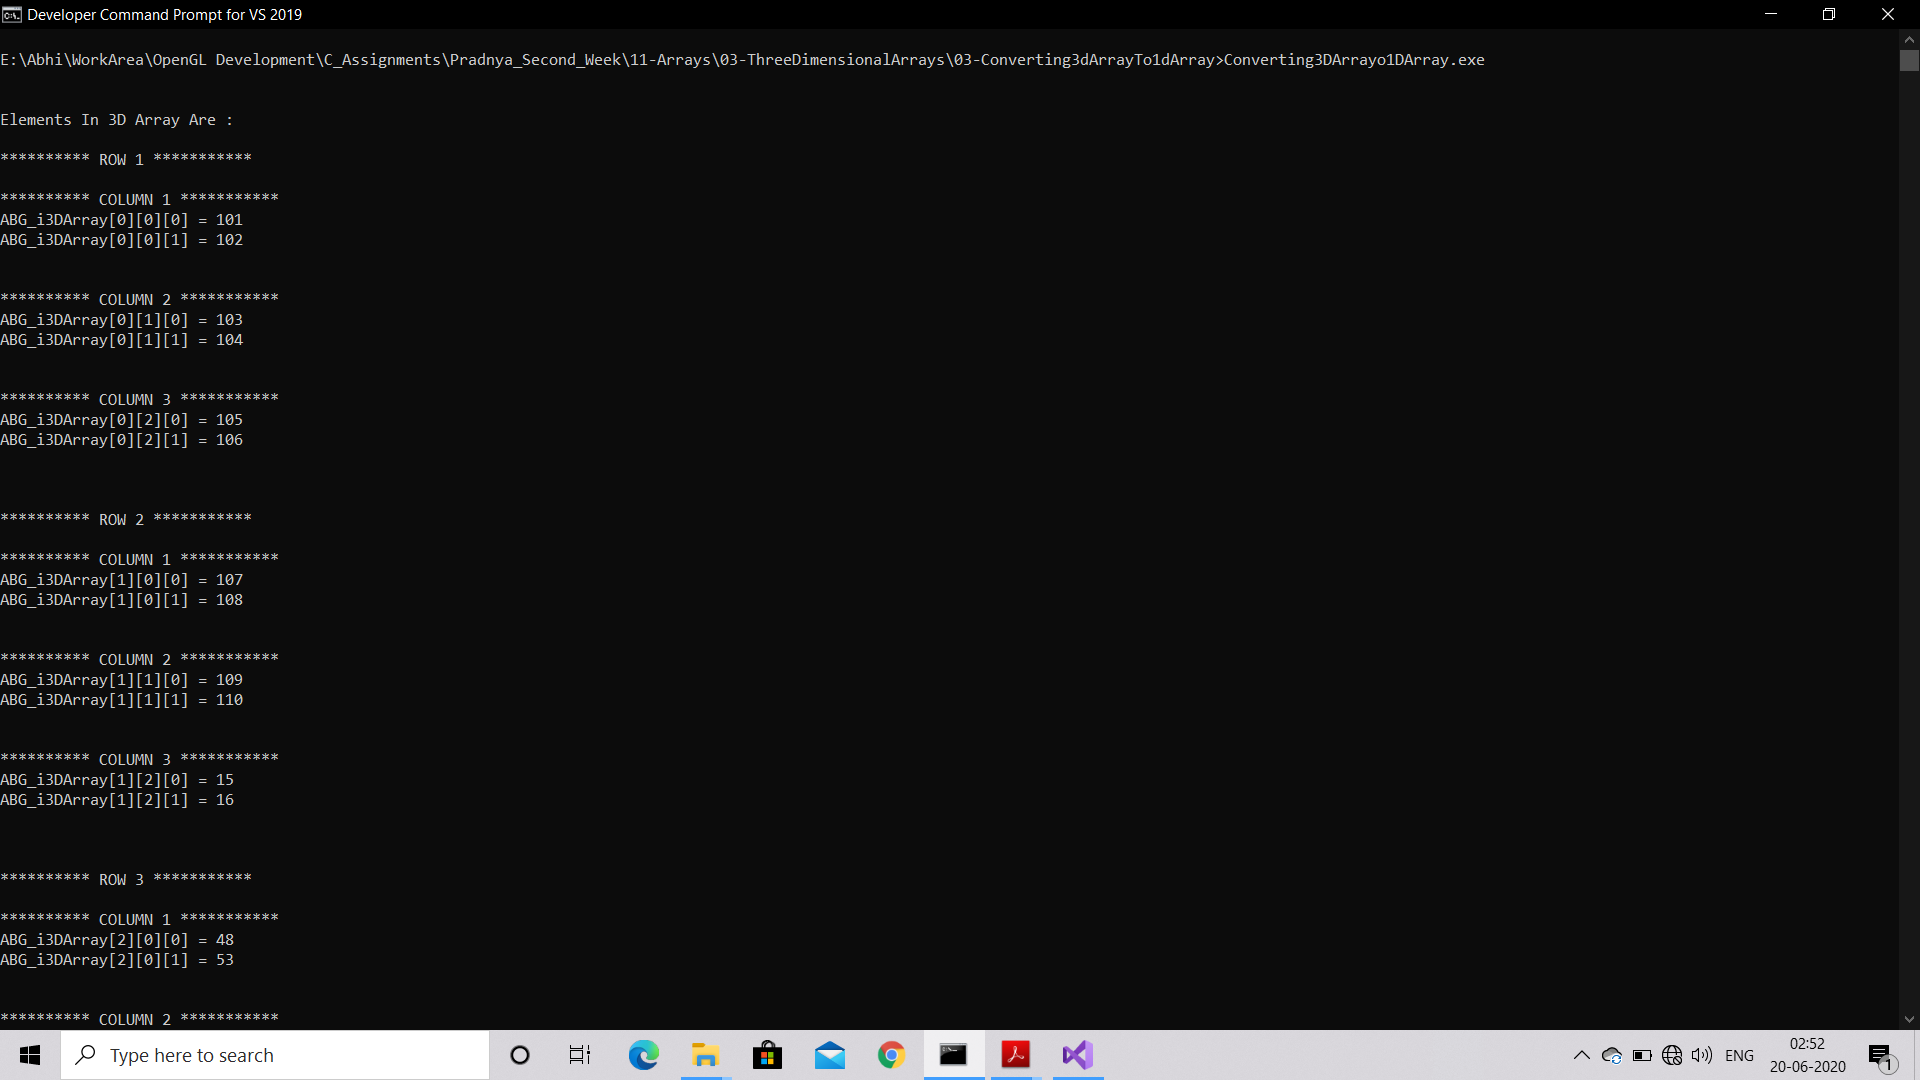 Developer Command Prompt for VS 2019
E:\Abhi\WorkArea\OpenGL Development\C_Assignments\Pradnya_Second_Week\11-Arrays\03-ThreeDimensionalArrays\03-Converting3dArrayTo1dArray>Converting3DArrayo1DArray.exe
Elements In 3D Array Are :
********** ROW 1 ***********
********** COLUMN 1 ***********
ABG_i3DArray[0][0][0] = 101
ABG_i3DArray[0][0][1] = 102
********** COLUMN 2 ***********
ABG_i3DArray[0][1][0] = 103
ABG_i3DArray[0][1][1] = 104
********** COLUMN 3 ***********
ABG_i3DArray[0][2][0] = 105
ABG_i3DArray[0][2][1] = 106
********** ROW 2 ***********
********** COLUMN 1 ***********
ABG_i3DArray[1][0][0] = 107
ABG_i3DArray[1][0][1] = 108
********** COLUMN 2 ***********
ABG_i3DArray[1][1][0] = 109
ABG_i3DArray[1][1][1] = 110
********** COLUMN 3 ***********
ABG_i3DArray[1][2][0] = 15
ABG_i3DArray[1][2][1] = 16
********** ROW 3 ***********
********** COLUMN 1 ***********
ABG_i3DArray[2][0][0] = 48
ABG_i3DArray[2][0][1] = 53
********** COLUMN 2 ***********
Type here to search
ENG
02:52
20-06-2020
1